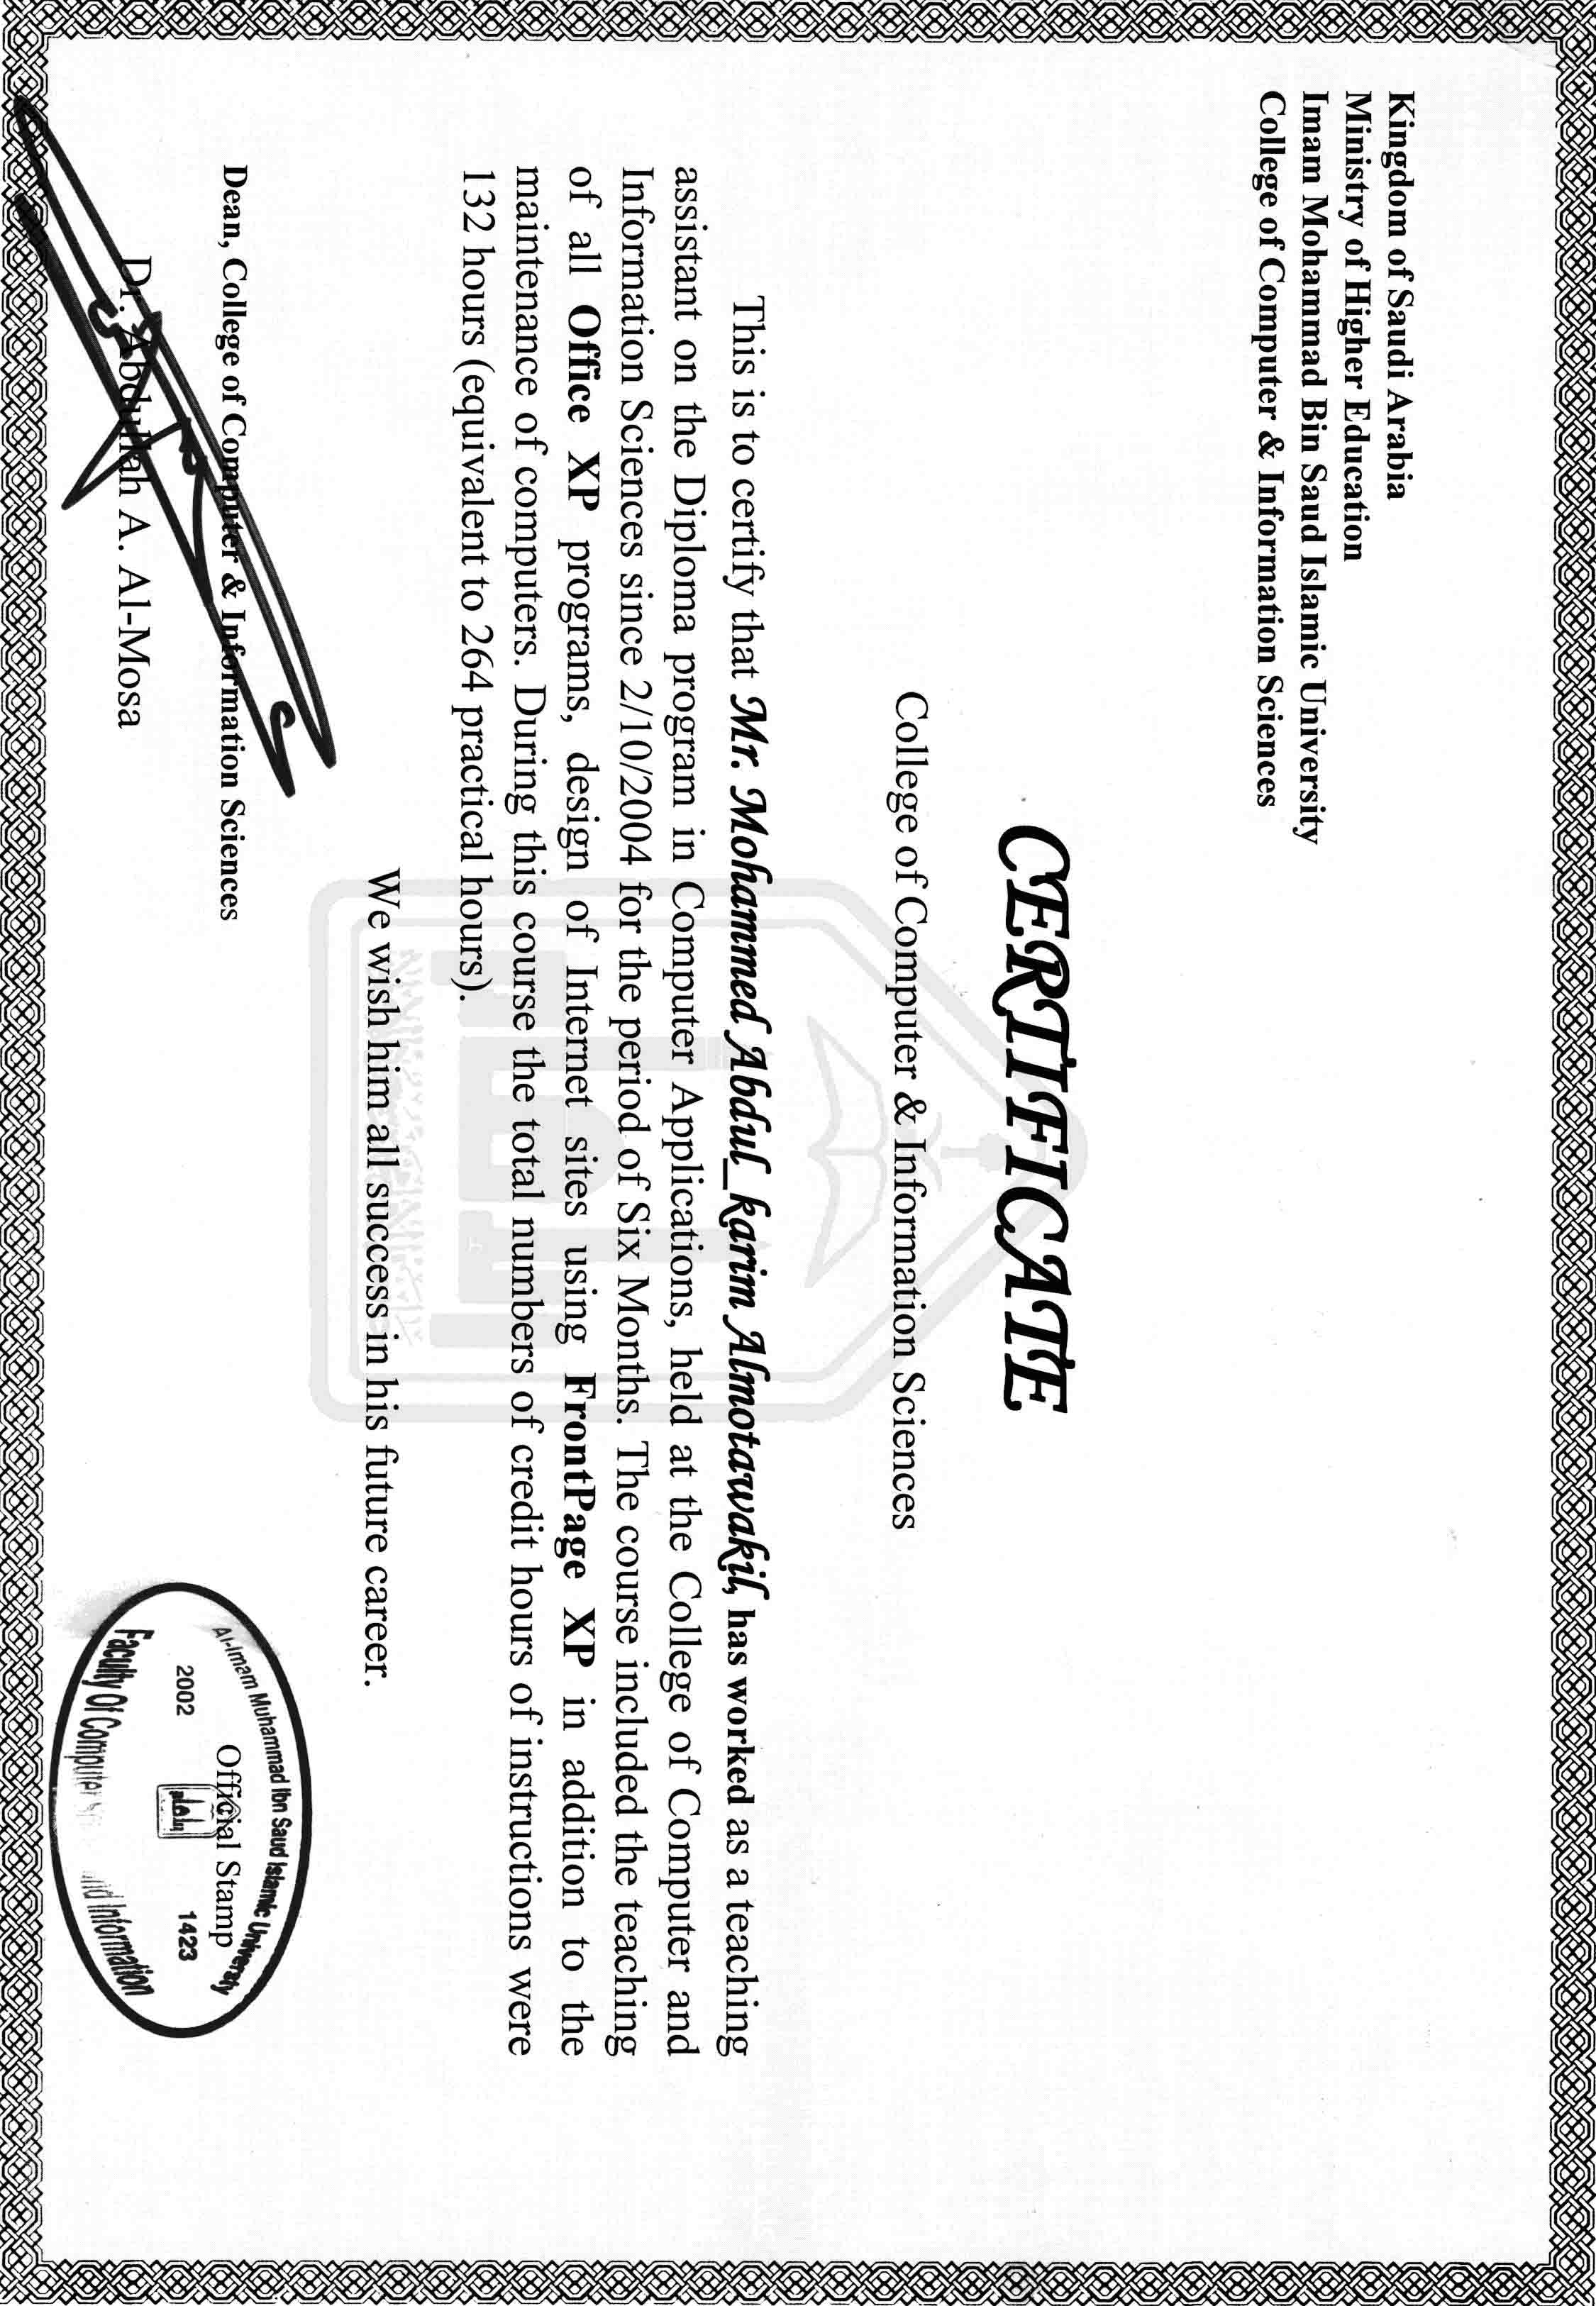 Kingdom of Saudi Arabia
Ministry of Higher Education
Imam Mohammad Bin Saud Islamic University
College of Computer & Information Sciences
CERTIFICATE
College of Computer & Information Sciences
This is to certify that Mr. Mohammed Abdul_karim Almotawakil, has worked as a teaching
assistant on the Diploma program in Computer Applications, held at the College of Computer and
Information Sciences since 2/10/2004 for the period of Six Months. The course included the teaching
of all Office XP programs, design of Internet sites using FrontPage XP in addition to the
maintenance of computers. During this course the total numbers of credit hours of instructions were
132 hours (equivalent to 264 practical hours).
We wish him all success in his future career.
Dean, College of Computer & Information Sciences
Dr. Abdullah A. Al-Mosa
Al-Imam Muhammad Ibn Saud Islamic University
Official Stamp
2002 1423
Faculty Of Computer and Information